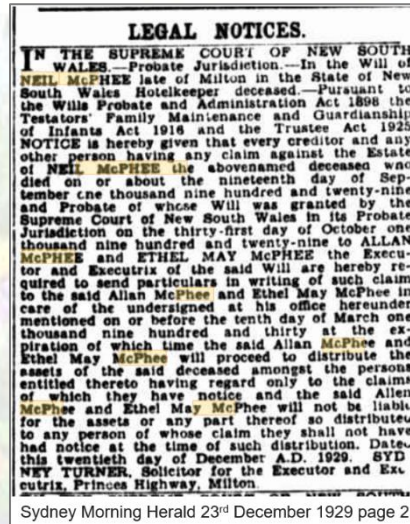 LEGAL NOTICES.
IN THE SUPREME COURT OF NEW SOUTH
WALES.—Probate Jurisdiction.—In the Will of
NEIL McPHEE late of Milton in the State of New
South Wales Hotelkeeper deceased.—Pursuant to
the Wills Probate and Administration Act 1898 the
Testators' Family Maintenance and Guardianship
of Infants Act 1916 and the Trustee Act 1925
NOTICE is hereby given that every creditor and any
other person having any claim against the Estate
of NEIL McPHEE the abovenamed deceased who
died on or about the nineteenth day of Sep-
tember one thousand nine hundred and twenty-nine
and Probate of whose Will was granted by the
Supreme Court of New South Wales in its Probate
Jurisdiction on the thirty-first day of October one
thousand nine hundred and twenty-nine to ALLAN
McPHEE and ETHEL MAY McPHEE the Execu-
tor and Executrix of the said Will are hereby re-
quired to send particulars in writing of such claim
to the said Allan McPhee and Ethel May McPhee in
care of the undersigned at his office hereunder
mentioned on or before the tenth day of March one
thousand nine hundred and thirty at the ex-
piration of which time the said Allan McPhee and
Ethel May McPhee will proceed to distribute the
assets of the said deceased amongst the persons
entitled thereto having regard only to the claims
of which they have notice and the said Allen
McPhee and Ethel May McPhee will not be liable
for the assets or any part thereof so distributed
to any person of whose claim they shall not have
had notice at the time of such distribution. Dated
this twentieth day of December A.D. 1929. SYD
NEY TURNER, Solicitor for the Executor and Exe
cutrix, Princes Highway, Milton.
Sydney Morning Herald 23rd December 1929 page 2